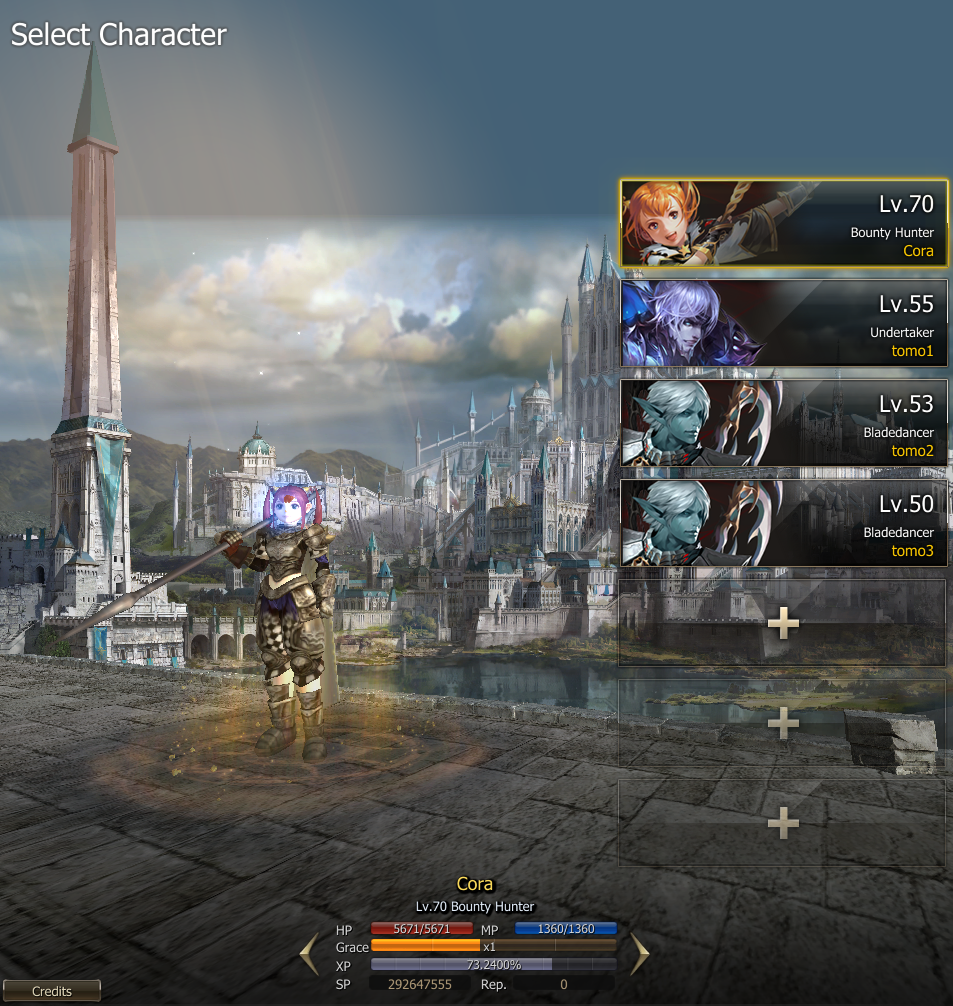 Select Character
Lv.70
Bounty Hunter
Cora
Lv.55
Undertaker
tomo1
Lv.53
Bladedancer
tomo2
Lv.50
Bladedancer
tomo3
Cora
Lv.70 Bounty Hunter
HP 5671/5671 MP 1360/1360
Grace x1
XP 73.2400%
SP 292647555 Rep. 0
Credits